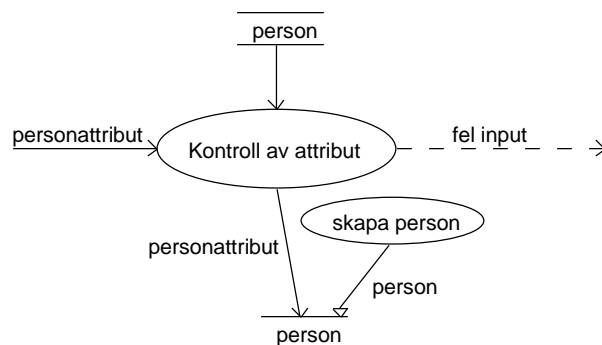 person
personattribut
Kontroll av attribut
fel input
skapa person
personattribut
person
person